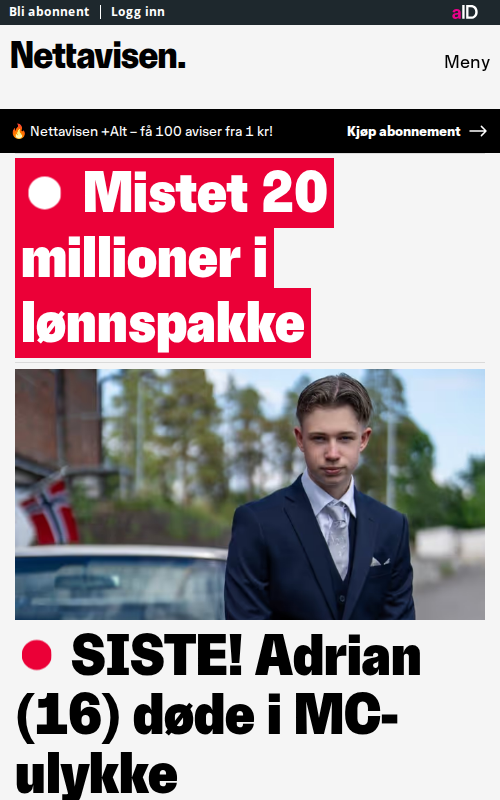 Bli abonnent | Logg inn
aID
Nettavisen.
Meny
🔥 Nettavisen +Alt – få 100 aviser fra 1 kr!
Kjøp abonnement →
Mistet 20
millioner i
lønnspakke
SISTE! Adrian
(16) døde i MC-
ulykke